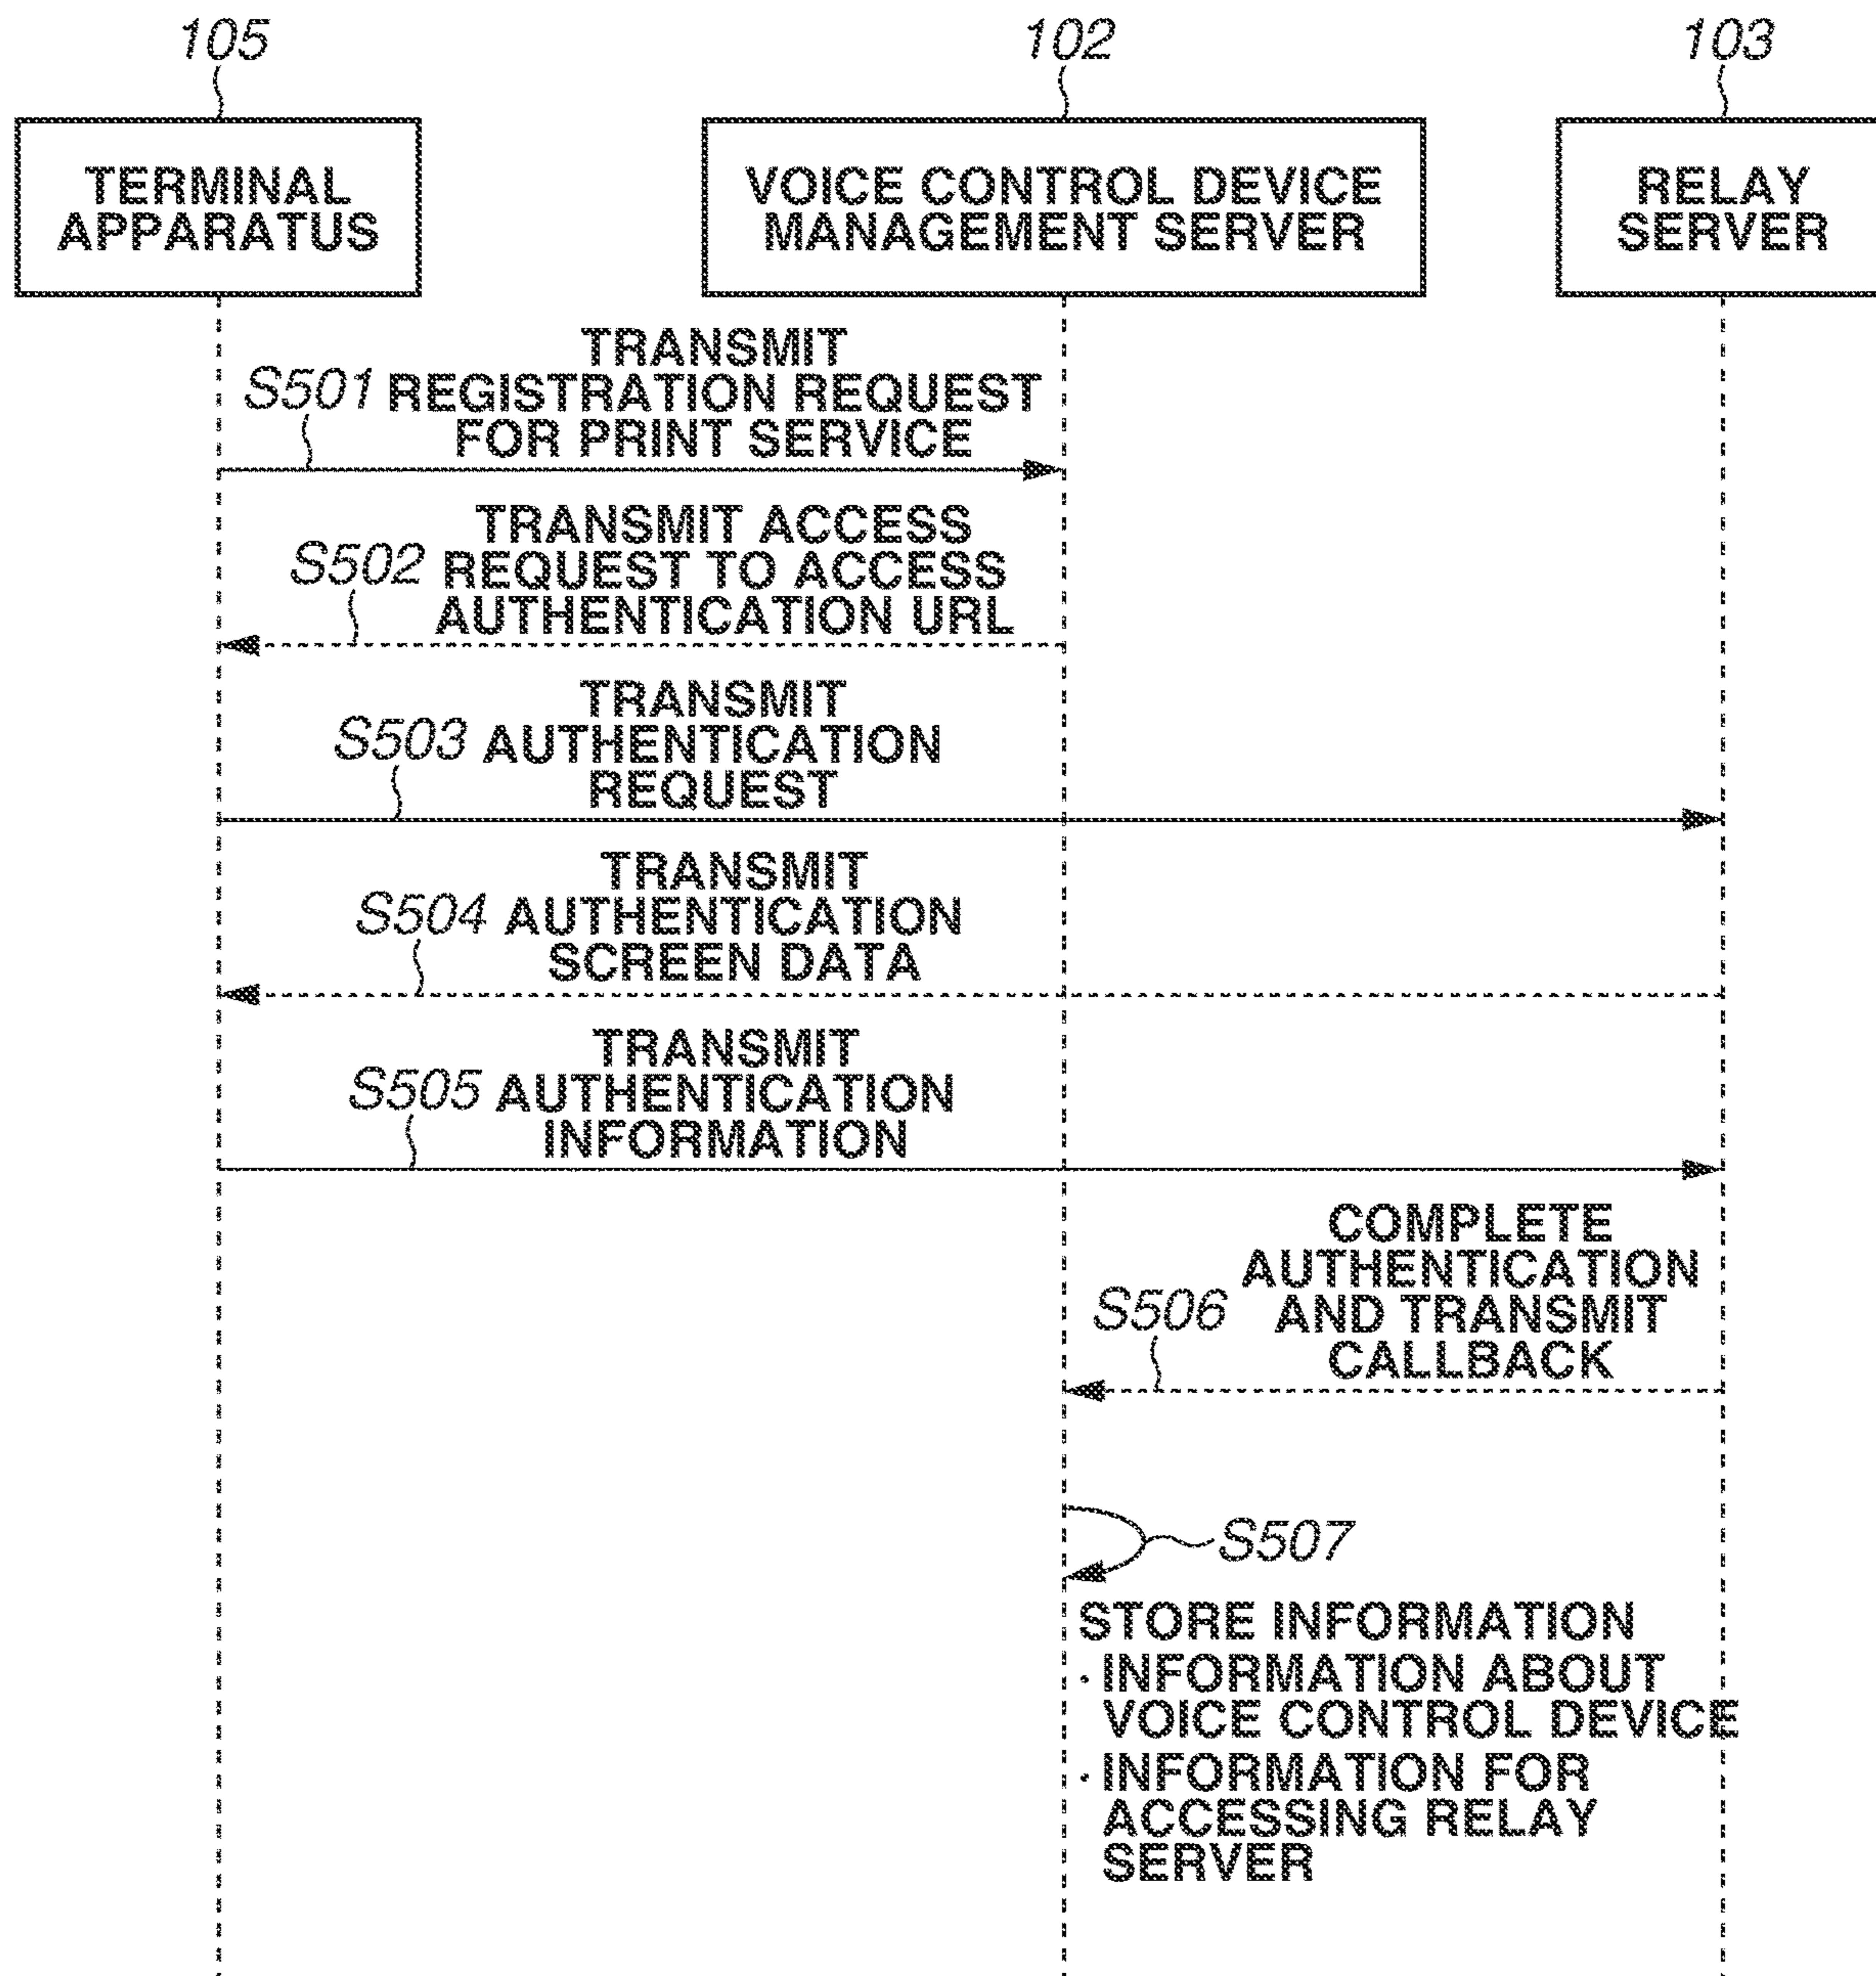 105
102
103
TERMINAL
APPARATUS
VOICE CONTROL DEVICE
MANAGEMENT SERVER
RELAY
SERVER
S501
TRANSMIT
REGISTRATION REQUEST
FOR PRINT SERVICE
S502
TRANSMIT ACCESS
REQUEST TO ACCESS
AUTHENTICATION URL
S503
TRANSMIT
AUTHENTICATION
REQUEST
S504
TRANSMIT
AUTHENTICATION
SCREEN DATA
S505
TRANSMIT
AUTHENTICATION
INFORMATION
S506
COMPLETE
AUTHENTICATION
AND TRANSMIT
CALLBACK
S507
STORE INFORMATION
· INFORMATION ABOUT
VOICE CONTROL DEVICE
· INFORMATION FOR
ACCESSING RELAY
SERVER